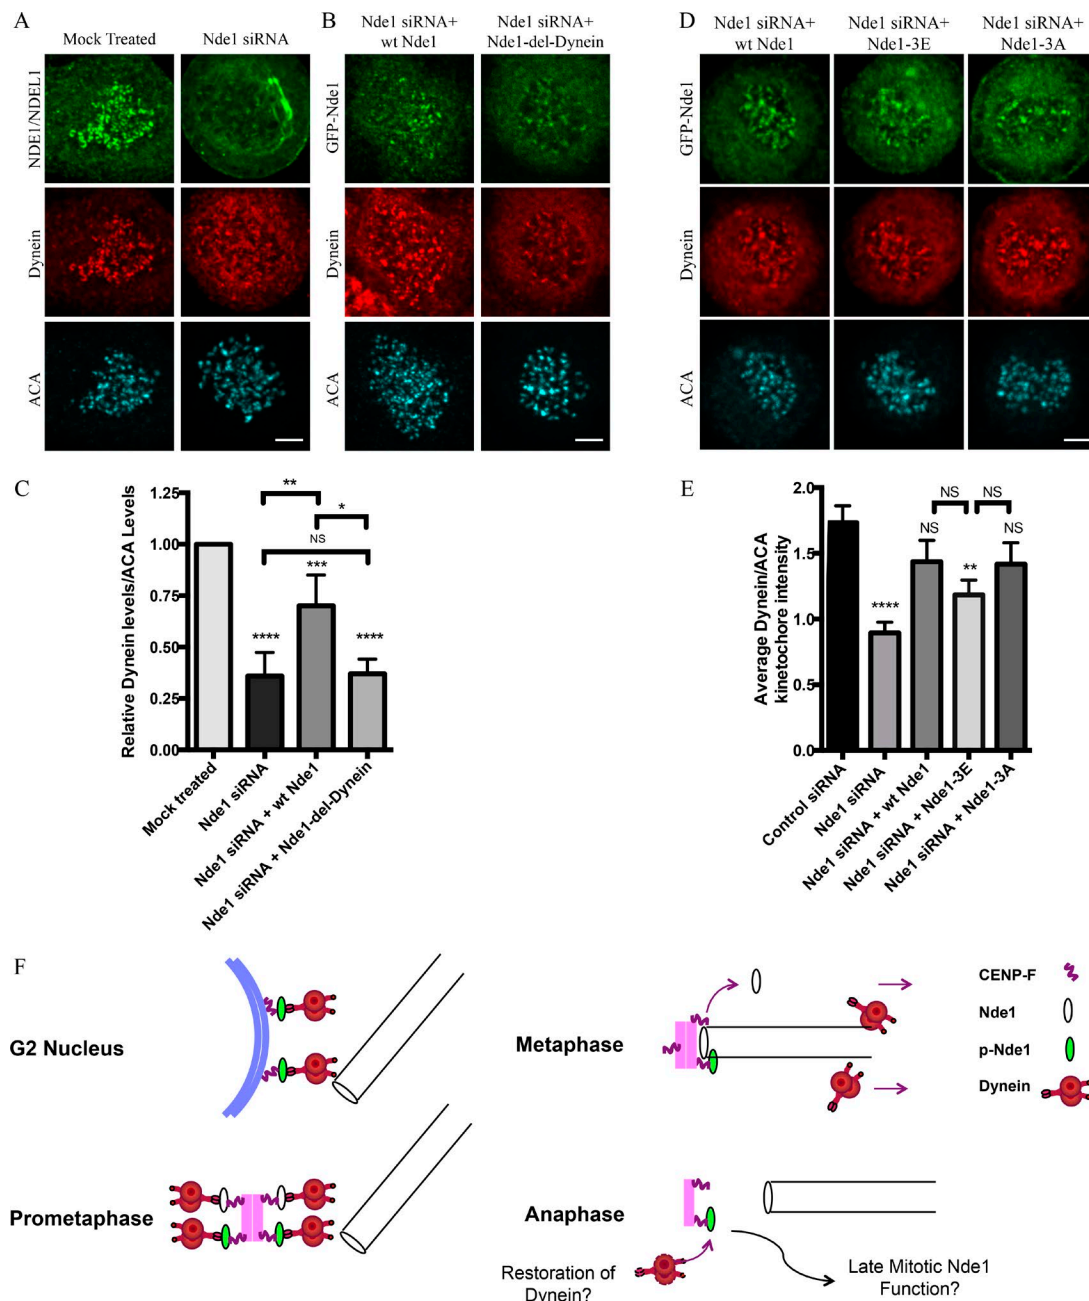 A
Mock Treated
Nde1 siRNA
NDE1/NDEL1
Dynein
ACA
B
Nde1 siRNA+
wt Nde1
Nde1 siRNA+
Nde1-del-Dynein
GFP-Nde1
Dynein
ACA
D
Nde1 siRNA+
wt Nde1
Nde1 siRNA+
Nde1-3E
Nde1 siRNA+
Nde1-3A
GFP-Nde1
Dynein
ACA
C
Relative Dynein levels/ACA Levels
1.25
1.00
0.75
0.50
0.25
0.00
**
*
NS
***
****
****
Mock treated
Nde1 siRNA
Nde1 siRNA + wt Nde1
Nde1 siRNA + Nde1-del-Dynein
E
Average Dynein/ACA
kinetochore intensity
2.0
1.5
1.0
0.5
0.0
NS
NS
NS
NS
**
****
Control siRNA
Nde1 siRNA
Nde1 siRNA + wt Nde1
Nde1 siRNA + Nde1-3E
Nde1 siRNA + Nde1-3A
F
G2 Nucleus
Prometaphase
Metaphase
Anaphase
CENP-F
Nde1
p-Nde1
Dynein
Restoration of
Dynein?
Late Mitotic Nde1
Function?